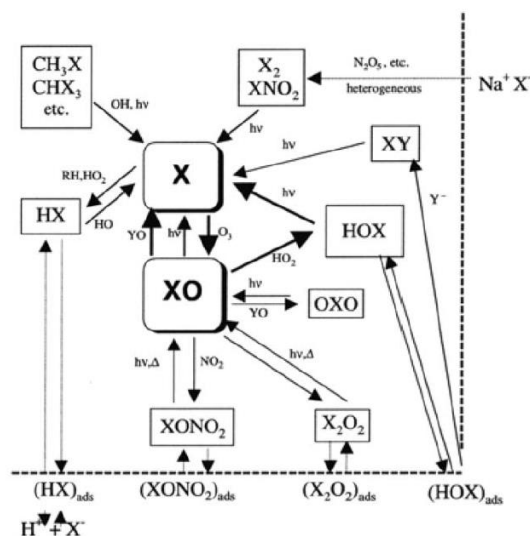 CH₃X
CHX₃
etc.
X₂
XNO₂
N₂O₅, etc.
heterogeneous
Na⁺ X⁻
OH, hν
hν
XY
hν
X
RH,HO₂
HO
HX
hν
Y⁻
HOX
YO
hν
O₃
HO₂
XO
hν
YO
OXO
hν,Δ
NO₂
hν,Δ
XONO₂
X₂O₂
(HX)ads
(XONO₂)ads
(X₂O₂)ads
(HOX)ads
H⁺ + X⁻